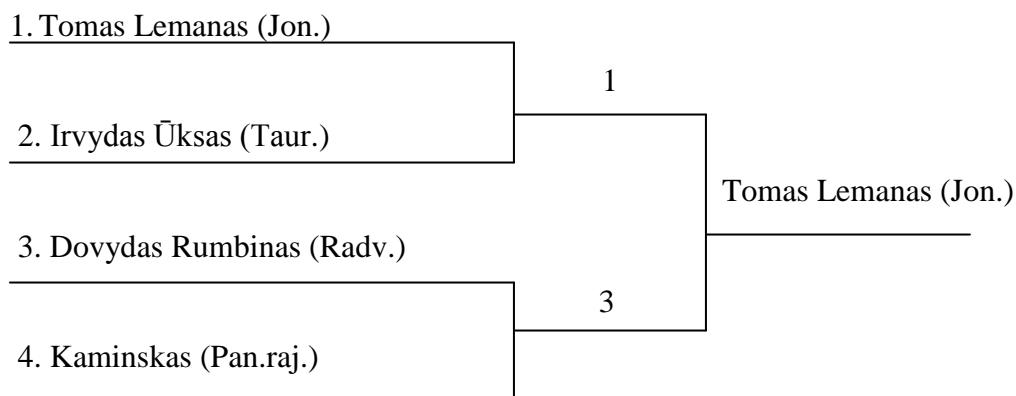 1. Tomas Lemanas (Jon.)
1
2. Irvydas Ūksas (Taur.)
Tomas Lemanas (Jon.)
3. Dovydas Rumbinas (Radv.)
3
4. Kaminskas (Pan.raj.)